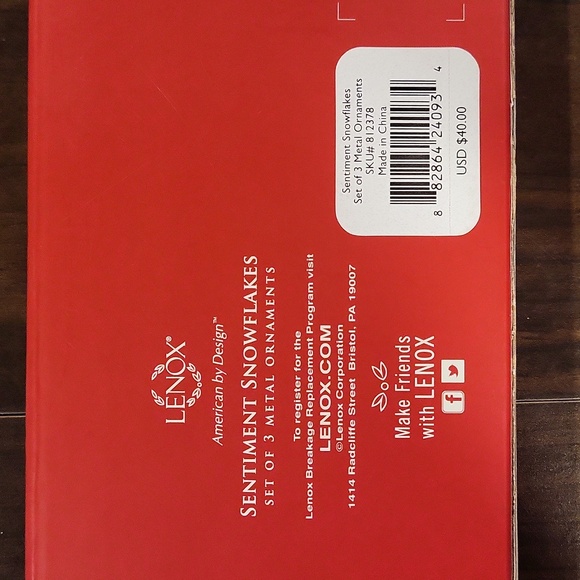 LENOX®
American by Design™
SENTIMENT SNOWFLAKES
SET OF 3 METAL ORNAMENTS
To register for the
Lenox Breakage Replacement Program visit
LENOX.COM
©Lenox Corporation
1414 Radcliffe Street Bristol, PA 19007
Make Friends
with LENOX
f
Sentiment Snowflakes
Set of 3 Metal Ornaments
SKU# 812378
Made in China
8 82864 24093 4
USD $40.00